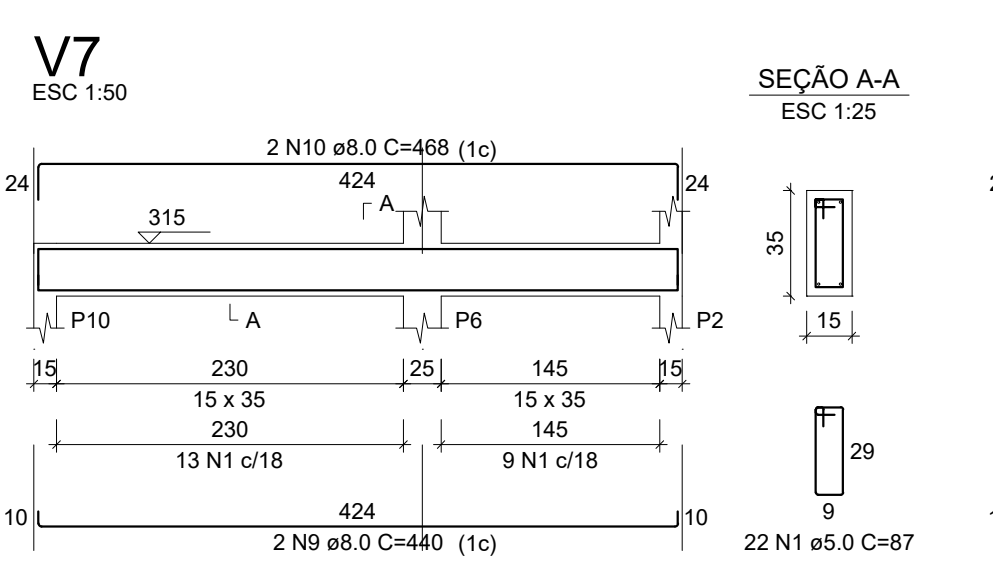 V7
ESC 1:50
SEÇÃO A-A
ESC 1:25
2 N10 ø8.0 C=468 (1c)
24
424
24
A
315
35
A
P10
P6
P2
15
15
230
25
145
15
15 x 35
15 x 35
230
145
13 N1 c/18
9 N1 c/18
29
10
424
10
9
2 N9 ø8.0 C=440 (1c)
22 N1 ø5.0 C=87